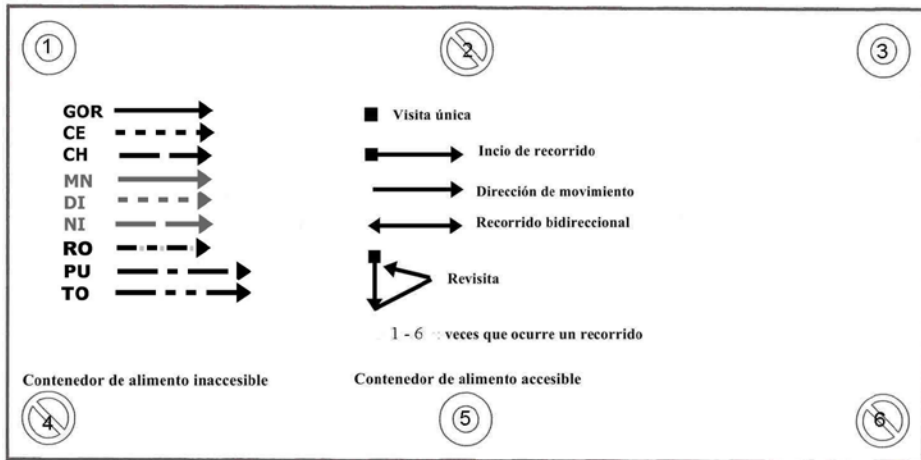 1 2 3
GOR
CE
CH
MN
DI
NI
RO
PU
TO
Visita única
Incio de recorrido
Dirección de movimiento
Recorrido bidireccional
Revisita
1 - 6 : veces que ocurre un recorrido
Contenedor de alimento inaccesible Contenedor de alimento accesible
4 5 6